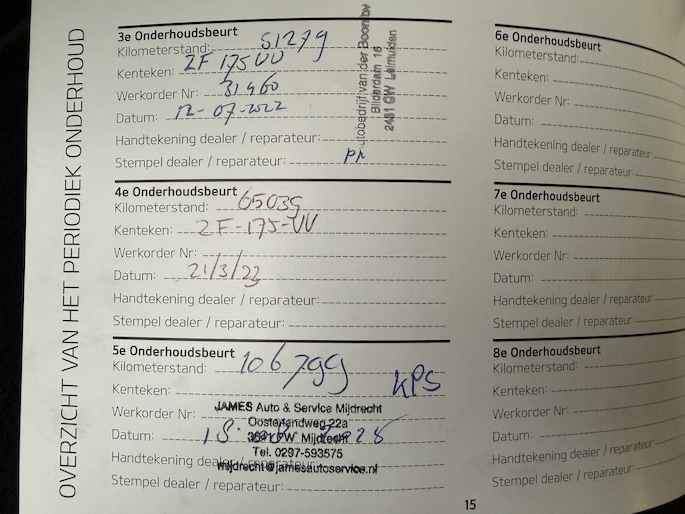 OVERZICHT VAN HET PERIODIEK ONDERHOUD
3e Onderhoudsbeurt
Kilometerstand: 51279
Kenteken: ZF 175 VV
Werkorder Nr: 31460
Datum: 12-07-2022
Handtekening dealer / reparateur:
Stempel dealer / reparateur:
Autobedrijf van der Boon bv
Bilderdam 16
2451 CW Leimuiden
4e Onderhoudsbeurt
Kilometerstand: 65039
Kenteken: ZF-175-VV
Werkorder Nr:
Datum: 21/3/23
Handtekening dealer / reparateur:
Stempel dealer / reparateur:
5e Onderhoudsbeurt
Kilometerstand: 106799
Kenteken: KPS
Werkorder Nr:
Datum:
Handtekening dealer / reparateur:
Stempel dealer / reparateur:
JAMES Auto & Service Mijdrecht
Oosterlandweg 22a
Mijdrecht
Tel. 0297-593575
mijdrecht@jamesautoservice.nl
6e Onderhoudsbeurt
Kilometerstand:
Kenteken:
Werkorder Nr:
Datum:
Handtekening dealer / reparateur:
Stempel dealer / reparateur:
7e Onderhoudsbeurt
Kilometerstand:
Kenteken:
Werkorder Nr:
Datum:
Handtekening dealer / reparateur:
Stempel dealer / reparateur:
8e Onderhoudsbeurt
Kilometerstand:
Kenteken:
Werkorder Nr:
Datum:
Handtekening dealer / reparateur:
Stempel dealer / reparateur:
15